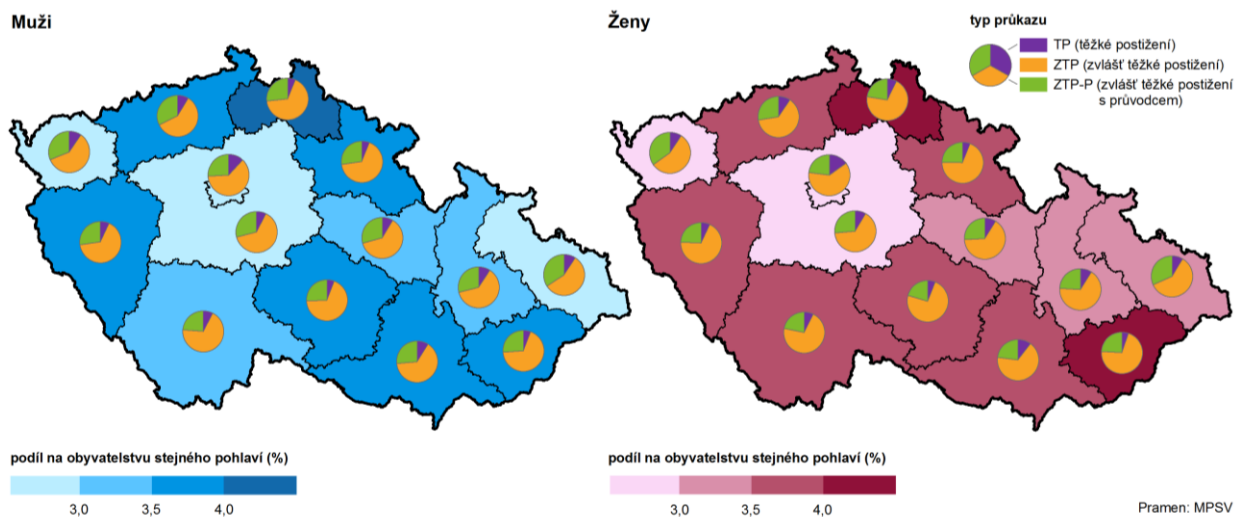 Muži
Ženy
typ průkazu
TP (těžké postižení)
ZTP (zvlášť těžké postižení)
ZTP-P (zvlášť těžké postižení
s průvodcem)
podíl na obyvatelstvu stejného pohlaví (%)
3,0 3,5 4,0
podíl na obyvatelstvu stejného pohlaví (%)
3,0 3,5 4,0
Pramen: MPSV